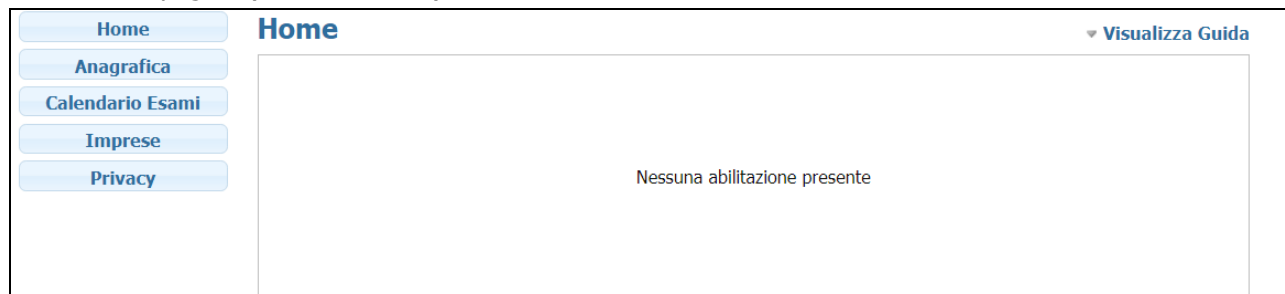 Home
Anagrafica
Calendario Esami
Imprese
Privacy
Home
Visualizza Guida
Nessuna abilitazione presente